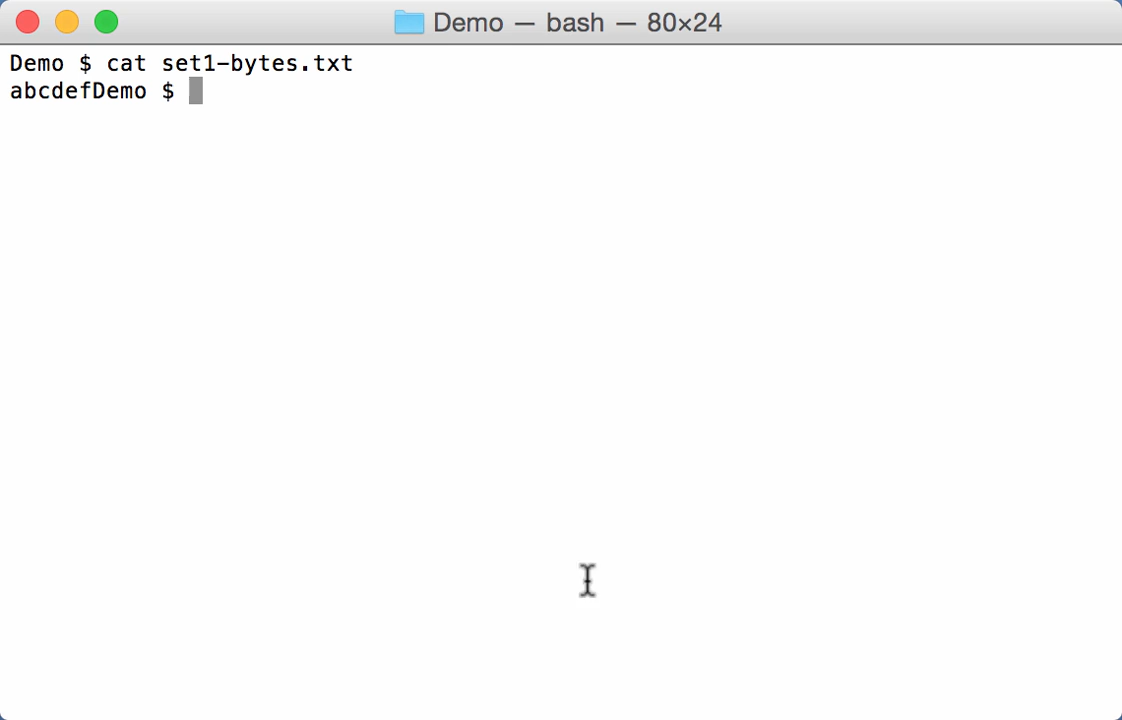 Demo — bash — 80×24
Demo $ cat set1-bytes.txt
abcdefDemo $